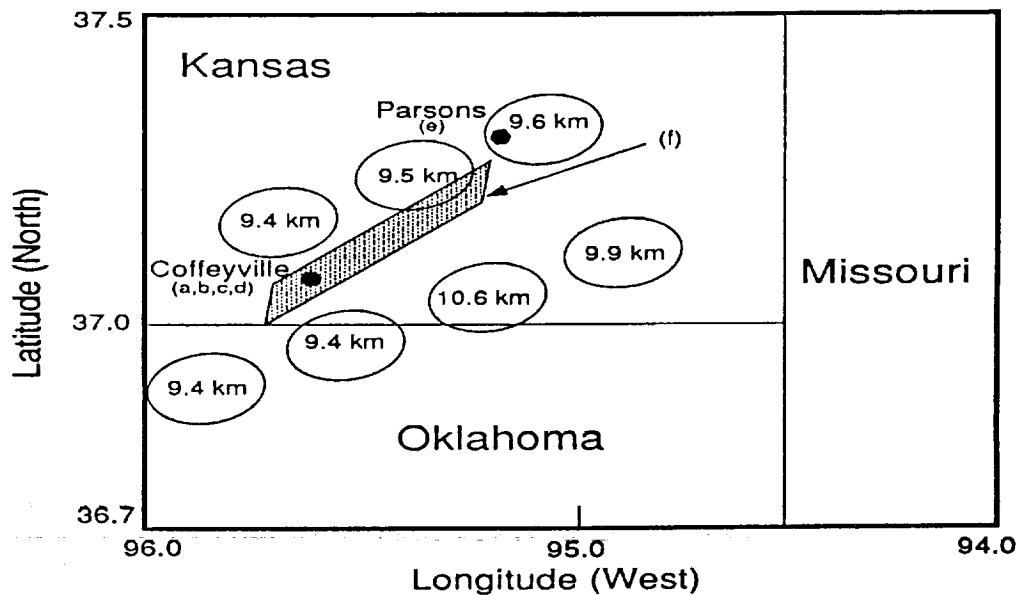 37.5
Kansas
Parsons
(e)
9.6 km
(f)
9.5 km
9.4 km
9.9 km
Missouri
Coffeyville
(a,b,c,d)
10.6 km
37.0
9.4 km
9.4 km
Oklahoma
36.7
96.0
95.0
94.0
Longitude (West)
Latitude (North)